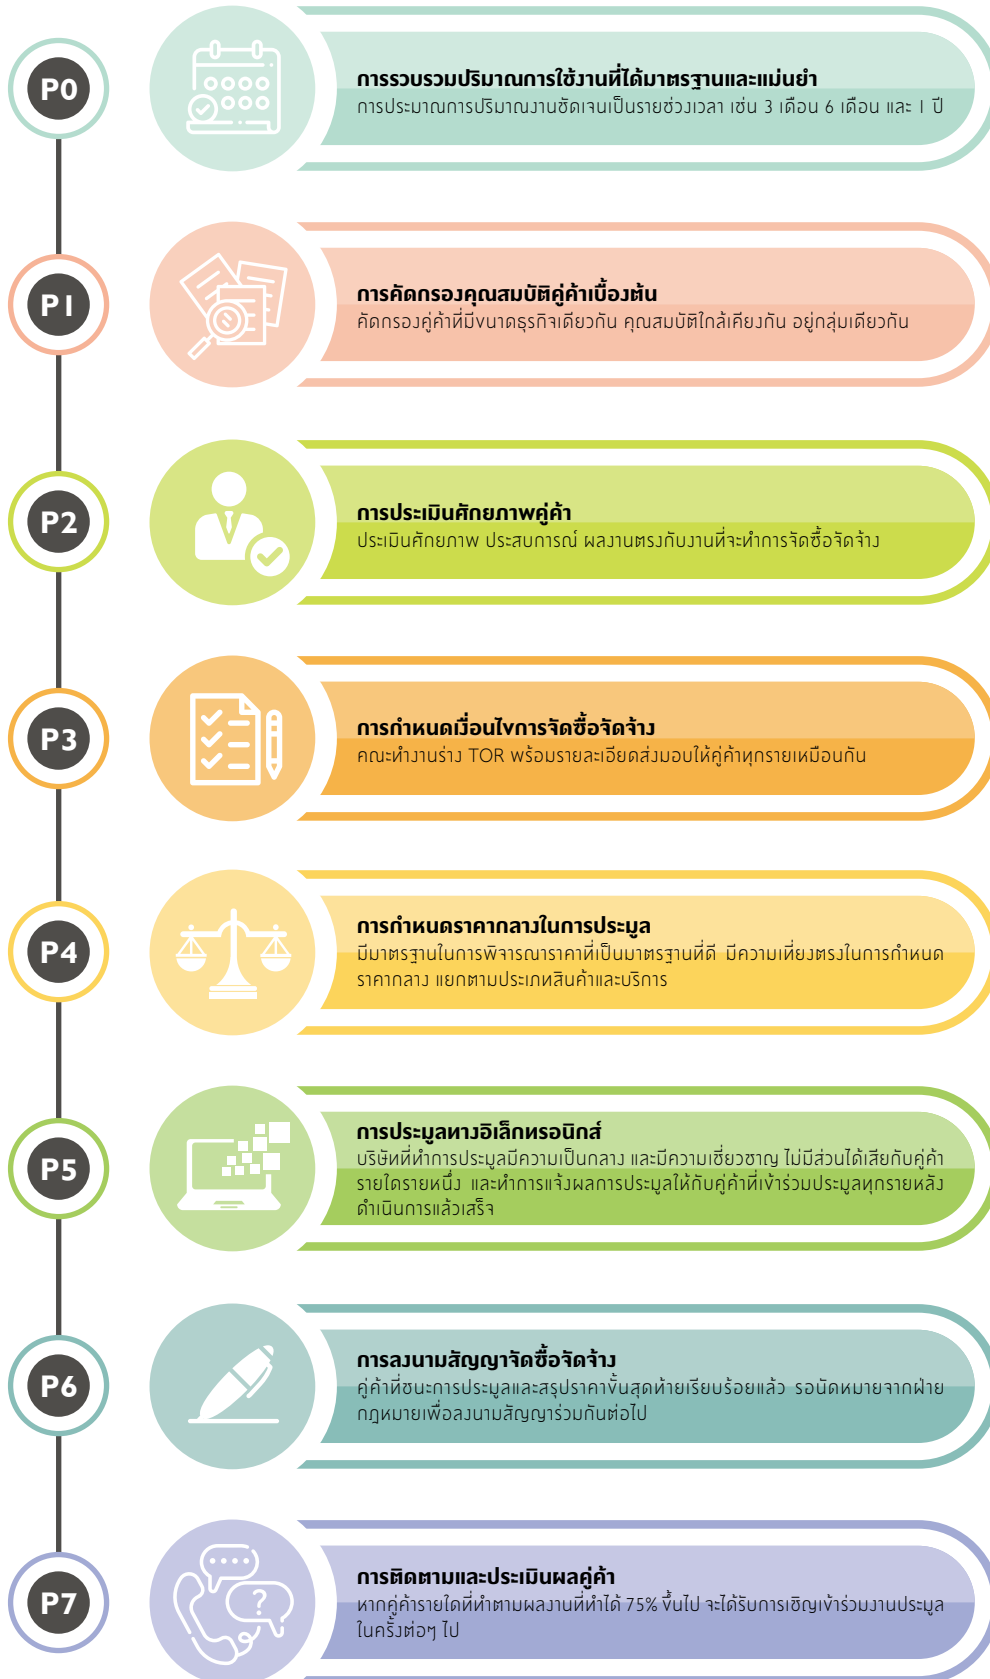 P0
การรวบรวมปริมาณการใช้งานที่ได้มาตรฐานและแม่นยำ
การประมาณการปริมาณงานชัดเจนเป็นรายช่วงเวลา เช่น 3 เดือน 6 เดือน และ 1 ปี
P1
การคัดกรองคุณสมบัติคู่ค้าเบื้องต้น
คัดกรองคู่ค้าที่มีขนาดธุรกิจเดียวกัน คุณสมบัติใกล้เคียงกัน อยู่กลุ่มเดียวกัน
P2
การประเมินศักยภาพคู่ค้า
ประเมินศักยภาพ ประสบการณ์ ผลงานตรงกับงานที่จะทำการจัดซื้อจัดจ้าง
P3
การกำหนดเงื่อนไขการจัดซื้อจัดจ้าง
คณะทำงานร่าง TOR พร้อมรายละเอียดส่งมอบให้คู่ค้าทุกรายเหมือนกัน
P4
การกำหนดราคากลางในการประมูล
มีมาตรฐานในการพิจารณาราคาที่เป็นมาตรฐานที่ดี มีความเที่ยงตรงในการกำหนด
ราคากลาง แยกตามประเภทสินค้าและบริการ
P5
การประมูลทางอิเล็กทรอนิกส์
บริษัทที่ทำการประมูลมีความเป็นกลาง และมีความเชี่ยวชาญ ไม่มีส่วนได้เสียกับคู่ค้า
รายใดรายหนึ่ง และทำการแจ้งผลการประมูลให้กับคู่ค้าที่เข้าร่วมประมูลทุกรายหลัง
ดำเนินการแล้วเสร็จ
P6
การลงนามสัญญาจัดซื้อจัดจ้าง
คู่ค้าที่ชนะการประมูลและสรุปราคาขั้นสุดท้ายเรียบร้อยแล้ว รอนัดหมายจากฝ่าย
กฎหมายเพื่อลงนามสัญญาร่วมกันต่อไป
P7
การติดตามและประเมินผลคู่ค้า
หากคู่ค้ารายใดที่ทำตามผลงานที่ทำได้ 75% ขึ้นไป จะได้รับการเชิญเข้าร่วมงานประมูล
ในครั้งต่อๆ ไป